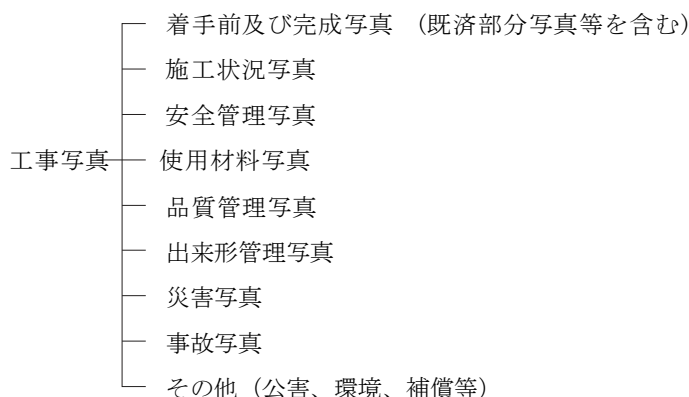 着手前及び完成写真 (既済部分写真等を含む)
施工状況写真
安全管理写真
工事写真 使用材料写真
品質管理写真
出来形管理写真
災害写真
事故写真
その他 (公害、環境、補償等)